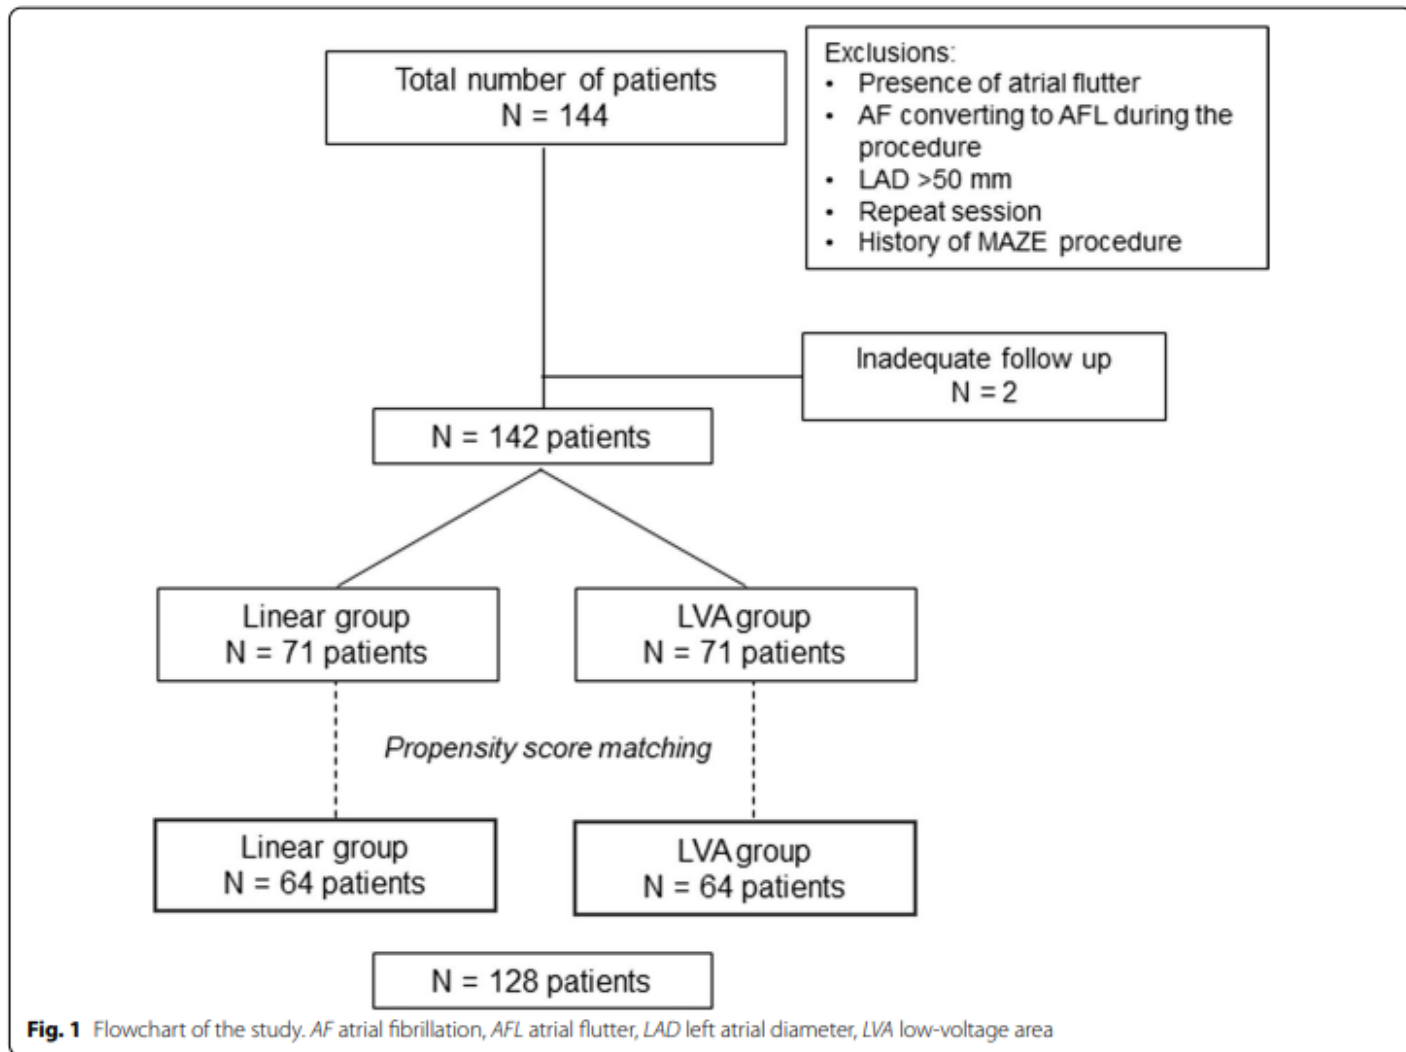 Total number of patients
N = 144
Exclusions:
• Presence of atrial flutter
• AF converting to AFL during the
procedure
• LAD >50 mm
• Repeat session
• History of MAZE procedure
Inadequate follow up
N = 2
N = 142 patients
Linear group
N = 71 patients
LVA group
N = 71 patients
Propensity score matching
Linear group
N = 64 patients
LVA group
N = 64 patients
N = 128 patients
Fig. 1 Flowchart of the study. AF atrial fibrillation, AFL atrial flutter, LAD left atrial diameter, LVA low-voltage area